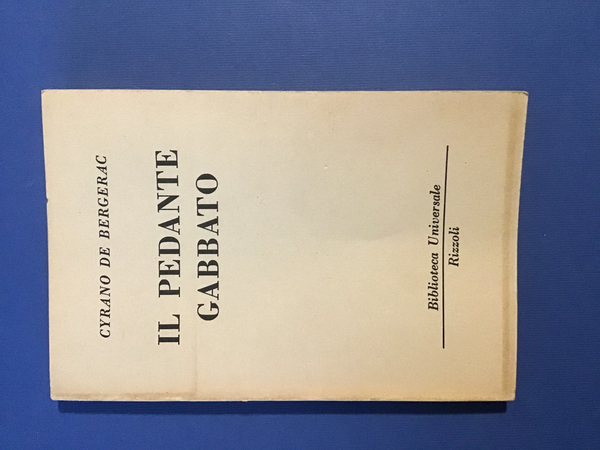 CYRANO DE BERGERAC
IL PEDANTE
GABBATO
Biblioteca Universale
Rizzoli